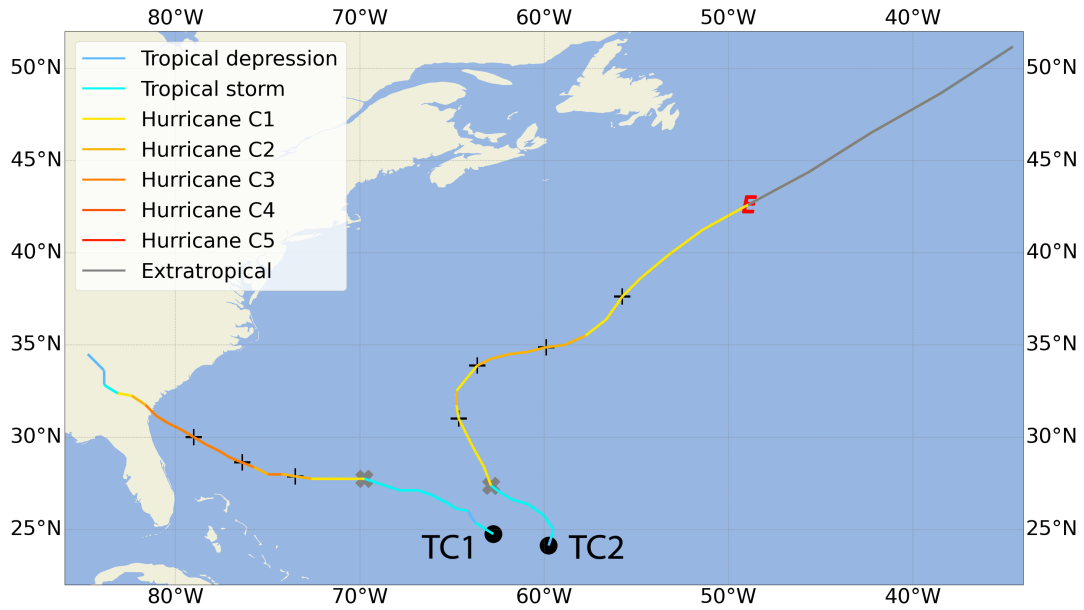 80°W 70°W 60°W 50°W 40°W
Tropical depression
50°N 50°N
Tropical storm
Hurricane C1
Hurricane C2
45°N 45°N
Hurricane C3
Hurricane C4
E
Hurricane C5
40°N 40°N
Extratropical
35°N 35°N
30°N 30°N
25°N 25°N
TC1 TC2
80°W 70°W 60°W 50°W 40°W